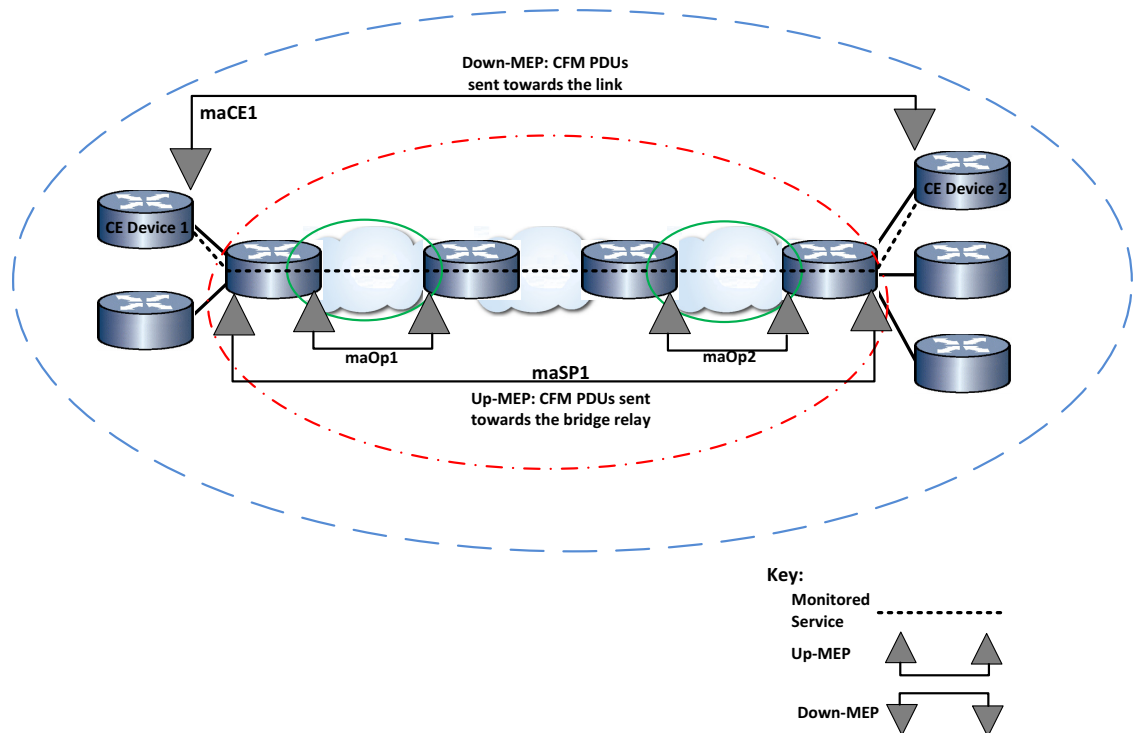 Down-MEP: CFM PDUs
sent towards the link
maCE1
CE Device 1
CE Device 2
maOp1
maOp2
maSP1
Up-MEP: CFM PDUs sent
towards the bridge relay
Key:
Monitored
Service
Up-MEP
Down-MEP